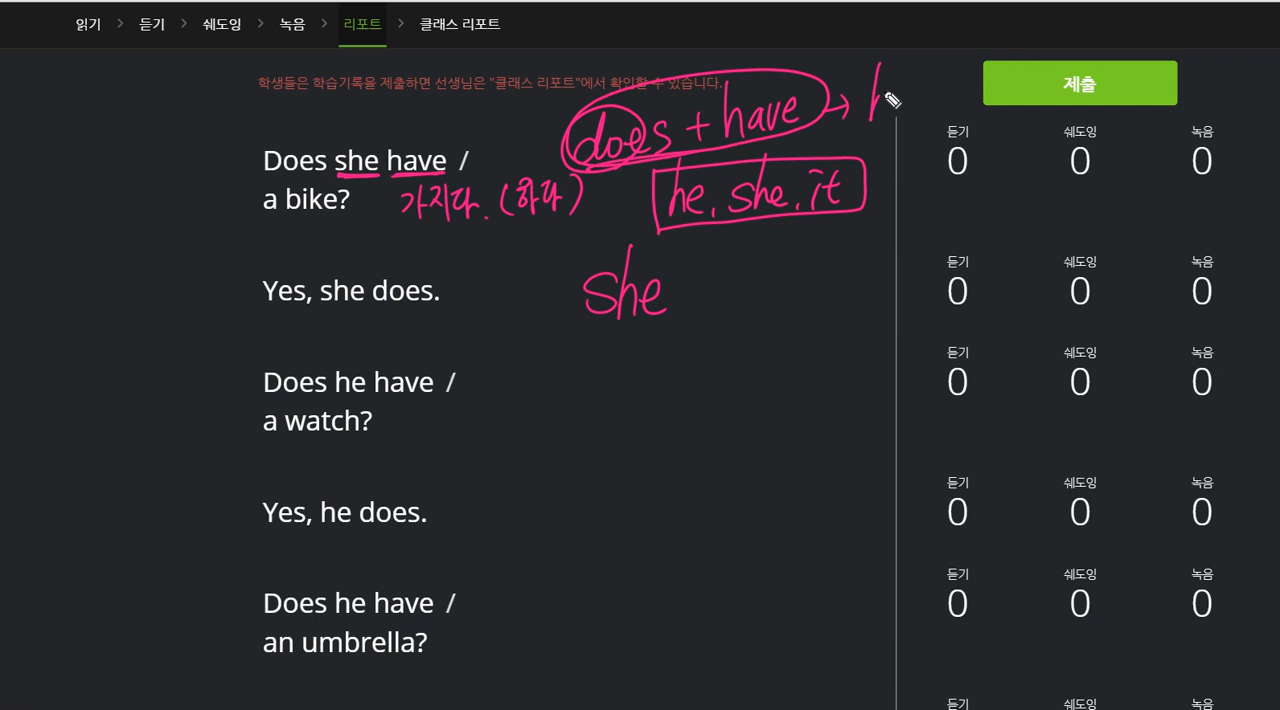 읽기 > 듣기 > 쉐도잉 > 녹음 > 리포트 > 클래스 리포트
학생들은 학습기록을 제출하면 선생님은 "클래스 리포트"에서 확인할 수 있습니다.
제출
does + have → h
Does she have /
a bike?
가지다. (하다)
he, she, it
듣기 쉐도잉 녹음
0 0 0
Yes, she does.
she
듣기 쉐도잉 녹음
0 0 0
Does he have /
a watch?
듣기 쉐도잉 녹음
0 0 0
Yes, he does.
듣기 쉐도잉 녹음
0 0 0
Does he have /
an umbrella?
듣기 쉐도잉 녹음
0 0 0
듣기 쉐도잉 녹음